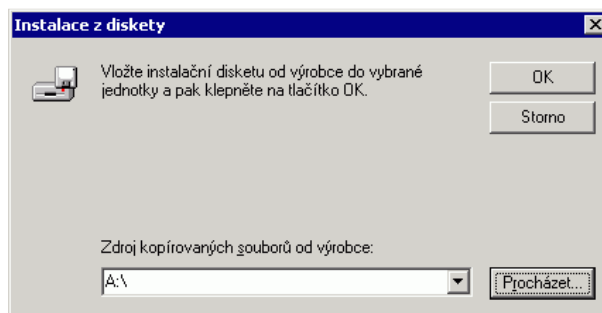 Instalace z diskety
Vložte instalační disketu od výrobce do vybrané
jednotky a pak klepněte na tlačítko OK.
OK
Storno
Zdroj kopírovaných souborů od výrobce:
A:\
Procházet...